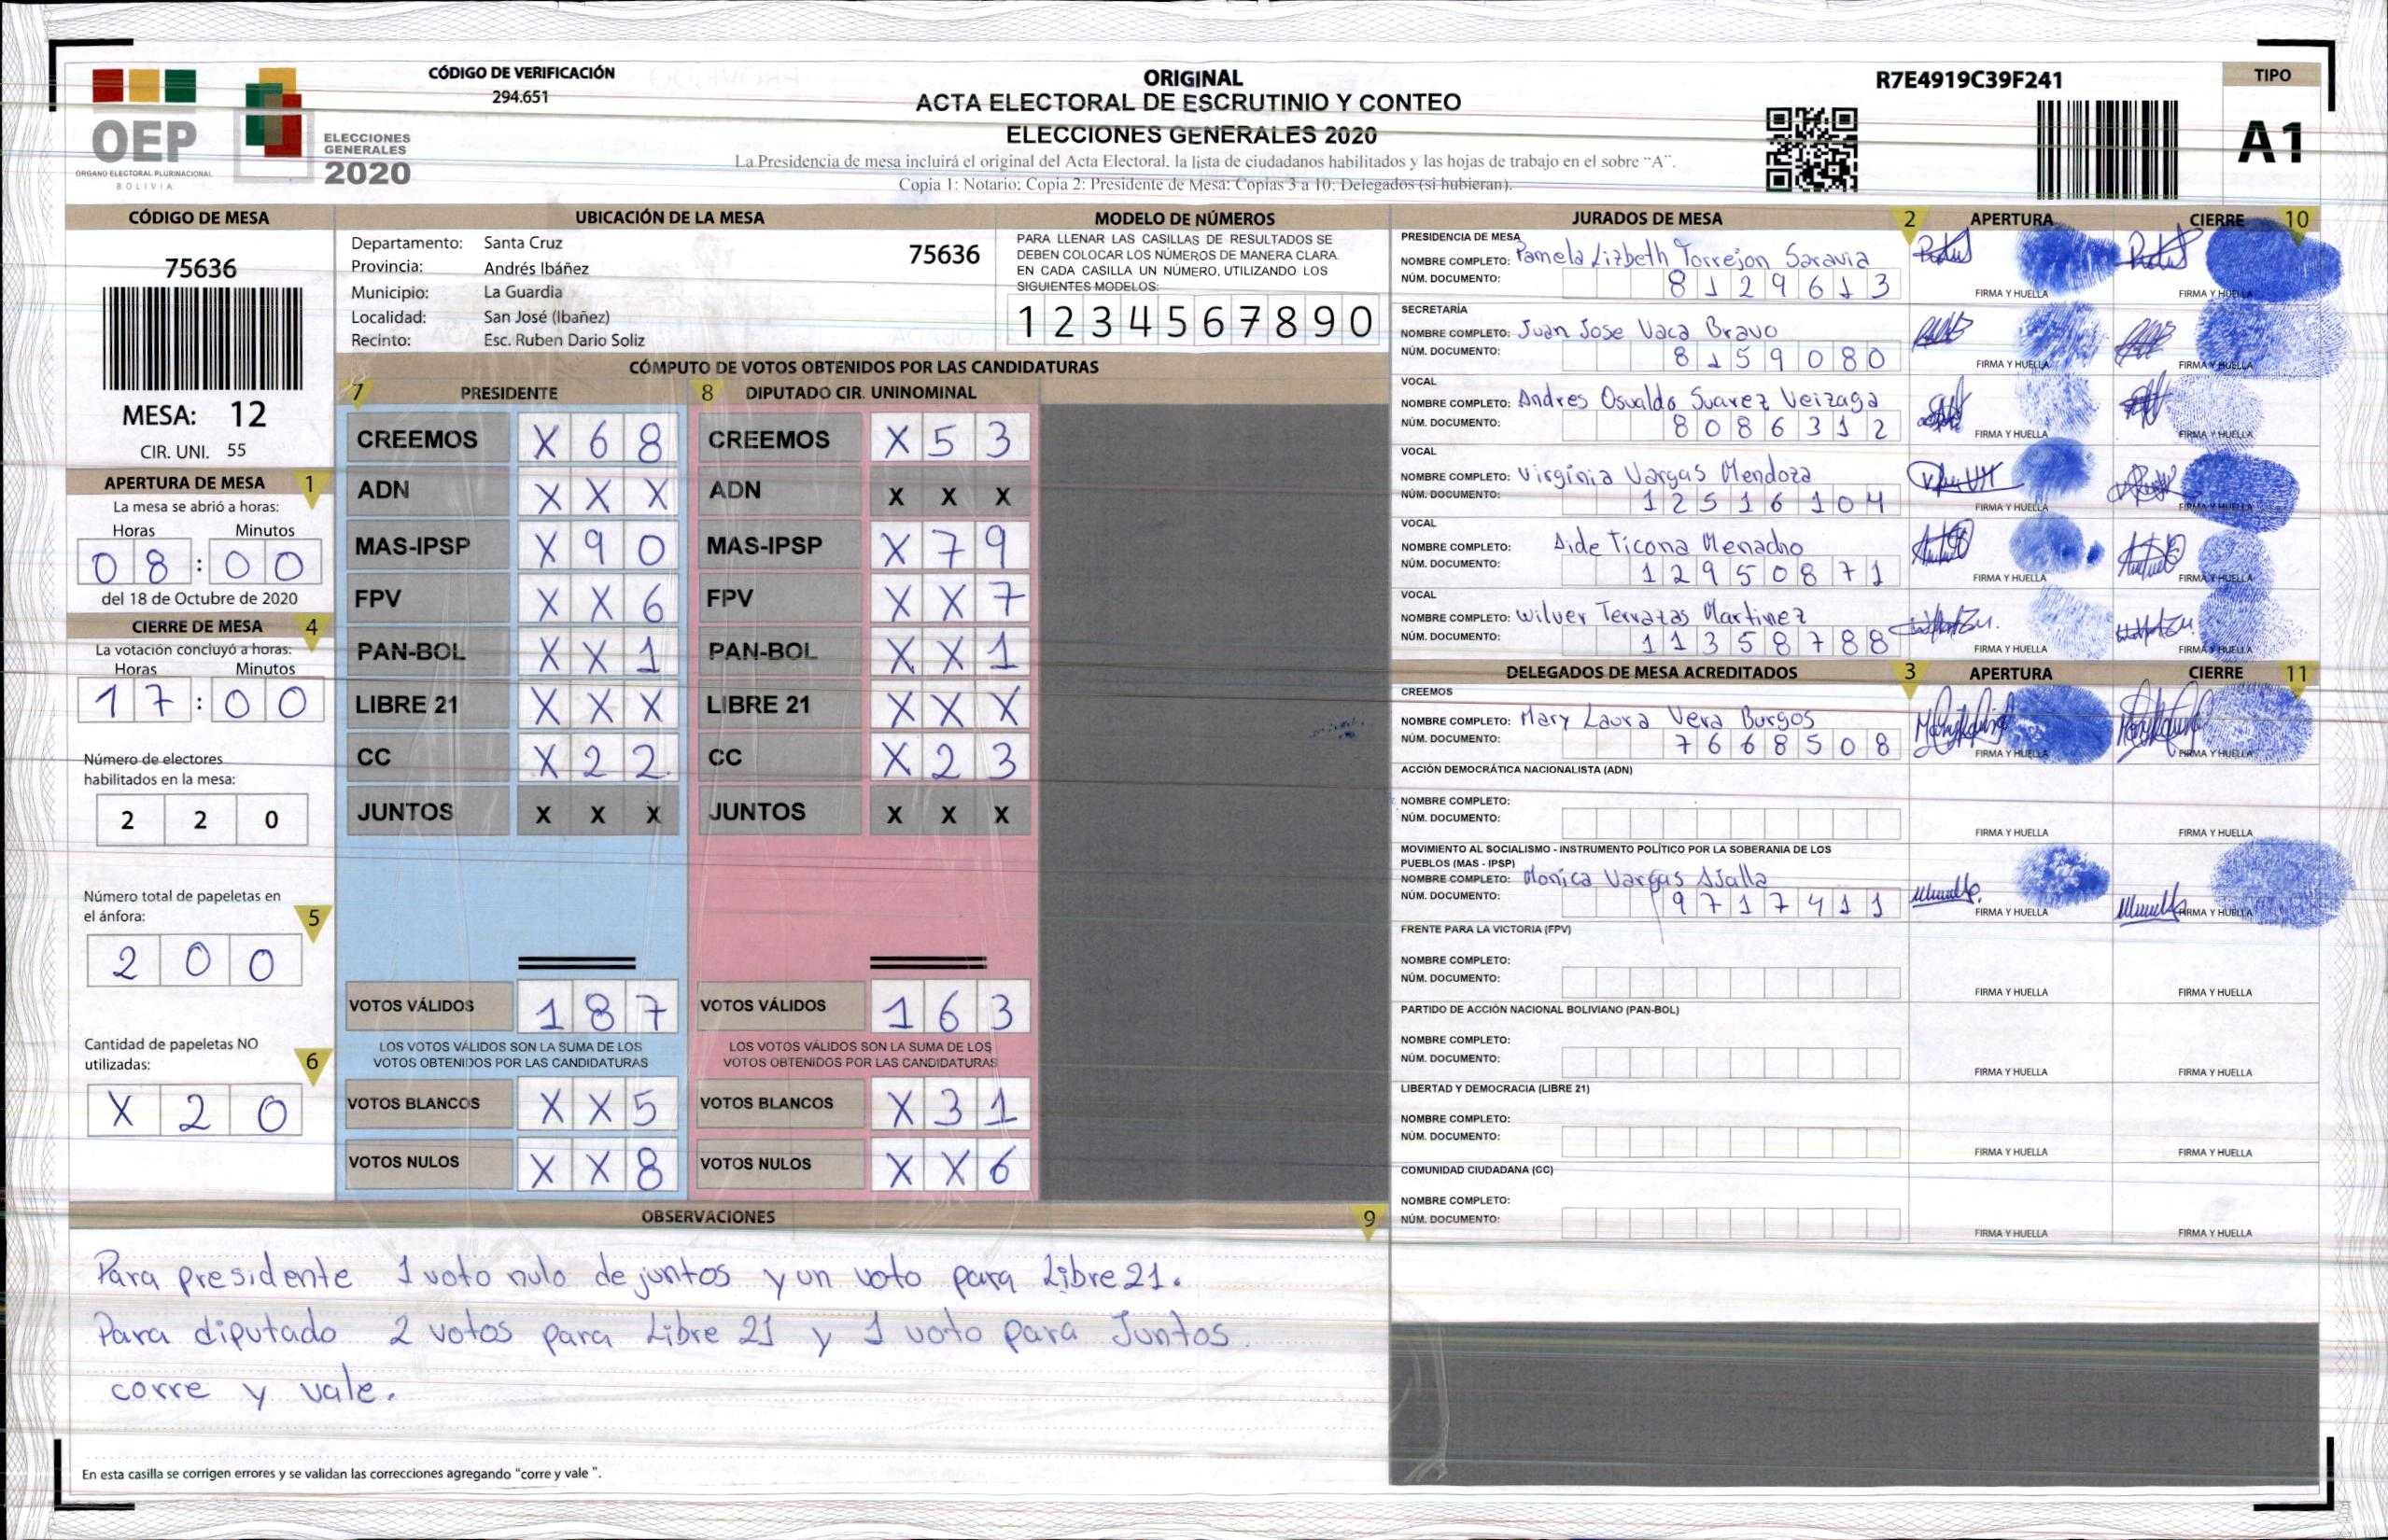 CÓDIGO DE VERIFICACIÓN
294.651
OEP
ÓRGANO ELECTORAL PLURINACIONAL
BOLIVIA
ELECCIONES
GENERALES
2020
ORIGINAL
ACTA ELECTORAL DE ESCRUTINIO Y CONTEO
ELECCIONES GENERALES 2020
La Presidencia de mesa incluirá el original del Acta Electoral, la lista de ciudadanos habilitados y las hojas de trabajo en el sobre "A".
Copia 1: Notario; Copia 2: Presidente de Mesa; Copias 3 a 10: Delegados (si hubieran).
R7E4919C39F241
TIPO
A1
CÓDIGO DE MESA
75636
MESA: 12
CIR. UNI. 55
UBICACIÓN DE LA MESA
Departamento: Santa Cruz
75636
Provincia: Andrés Ibáñez
Municipio: La Guardia
Localidad: San José (Ibañez)
Recinto: Esc. Ruben Dario Soliz
MODELO DE NÚMEROS
PARA LLENAR LAS CASILLAS DE RESULTADOS SE
DEBEN COLOCAR LOS NÚMEROS DE MANERA CLARA.
EN CADA CASILLA UN NÚMERO, UTILIZANDO LOS
SIGUIENTES MODELOS:
1 2 3 4 5 6 7 8 9 0
APERTURA DE MESA 1
La mesa se abrió a horas:
Horas Minutos
0 8 : 0 0
del 18 de Octubre de 2020
CIERRE DE MESA 4
La votación concluyó a horas:
Horas Minutos
1 7 : 0 0
Número de electores
habilitados en la mesa:
2 2 0
Número total de papeletas en
el ánfora: 5
2 0 0
Cantidad de papeletas NO
utilizadas: 6
X 2 0
CÓMPUTO DE VOTOS OBTENIDOS POR LAS CANDIDATURAS
7 PRESIDENTE
CREEMOS X 6 8
ADN X X X
MAS-IPSP X 9 0
FPV X X 6
PAN-BOL X X 1
LIBRE 21 X X X
CC X 2 2
JUNTOS X X X
VOTOS VÁLIDOS 1 8 7
LOS VOTOS VÁLIDOS SON LA SUMA DE LOS
VOTOS OBTENIDOS POR LAS CANDIDATURAS
VOTOS BLANCOS X X 5
VOTOS NULOS X X 8
8 DIPUTADO CIR. UNINOMINAL
CREEMOS X 5 3
ADN X X X
MAS-IPSP X 7 9
FPV X X 7
PAN-BOL X X 1
LIBRE 21 X X X
CC X 2 3
JUNTOS X X X
VOTOS VÁLIDOS 1 6 3
LOS VOTOS VÁLIDOS SON LA SUMA DE LOS
VOTOS OBTENIDOS POR LAS CANDIDATURAS
VOTOS BLANCOS X 3 1
VOTOS NULOS X X 6
OBSERVACIONES 9
Para presidente 1 voto nulo de juntos y un voto para Libre 21.
Para diputado 2 votos para Libre 21 y 1 voto para Juntos
corre y vale.
En esta casilla se corrigen errores y se validan las correcciones agregando "corre y vale ".
JURADOS DE MESA 2 APERTURA CIERRE 10
PRESIDENCIA DE MESA
NOMBRE COMPLETO: Pamela Lizbeth Torrejon Saravia
NÚM. DOCUMENTO: 8 1 2 9 6 1 3
FIRMA Y HUELLA FIRMA Y HUELLA
SECRETARÍA
NOMBRE COMPLETO: Juan Jose Vaca Bravo
NÚM. DOCUMENTO: 8 1 5 9 0 8 0
FIRMA Y HUELLA FIRMA Y HUELLA
VOCAL
NOMBRE COMPLETO: Andres Osvaldo Suarez Veizaga
NÚM. DOCUMENTO: 8 0 8 6 3 1 2
FIRMA Y HUELLA FIRMA Y HUELLA
VOCAL
NOMBRE COMPLETO: Virginia Vargas Mendoza
NÚM. DOCUMENTO: 1 2 5 1 6 1 0 4
FIRMA Y HUELLA FIRMA Y HUELLA
VOCAL
NOMBRE COMPLETO: Aide Ticona Menacho
NÚM. DOCUMENTO: 1 2 9 5 0 8 7 1
FIRMA Y HUELLA FIRMA Y HUELLA
VOCAL
NOMBRE COMPLETO: Wilver Terrazas Martinez
NÚM. DOCUMENTO: 1 1 3 5 8 7 8 8
FIRMA Y HUELLA FIRMA Y HUELLA
DELEGADOS DE MESA ACREDITADOS 3 APERTURA CIERRE 11
CREEMOS
NOMBRE COMPLETO: Mary Laura Vera Burgos
NÚM. DOCUMENTO: 7 6 6 8 5 0 8
FIRMA Y HUELLA FIRMA Y HUELLA
ACCIÓN DEMOCRÁTICA NACIONALISTA (ADN)
NOMBRE COMPLETO:
NÚM. DOCUMENTO:
FIRMA Y HUELLA FIRMA Y HUELLA
MOVIMIENTO AL SOCIALISMO - INSTRUMENTO POLÍTICO POR LA SOBERANIA DE LOS
PUEBLOS (MAS - IPSP)
NOMBRE COMPLETO: Monica Vargas Ajalla
NÚM. DOCUMENTO: 9 7 1 7 4 1 1
FIRMA Y HUELLA FIRMA Y HUELLA
FRENTE PARA LA VICTORIA (FPV)
NOMBRE COMPLETO:
NÚM. DOCUMENTO:
FIRMA Y HUELLA FIRMA Y HUELLA
PARTIDO DE ACCIÓN NACIONAL BOLIVIANO (PAN-BOL)
NOMBRE COMPLETO:
NÚM. DOCUMENTO:
FIRMA Y HUELLA FIRMA Y HUELLA
LIBERTAD Y DEMOCRACIA (LIBRE 21)
NOMBRE COMPLETO:
NÚM. DOCUMENTO:
FIRMA Y HUELLA FIRMA Y HUELLA
COMUNIDAD CIUDADANA (CC)
NOMBRE COMPLETO:
NÚM. DOCUMENTO:
FIRMA Y HUELLA FIRMA Y HUELLA